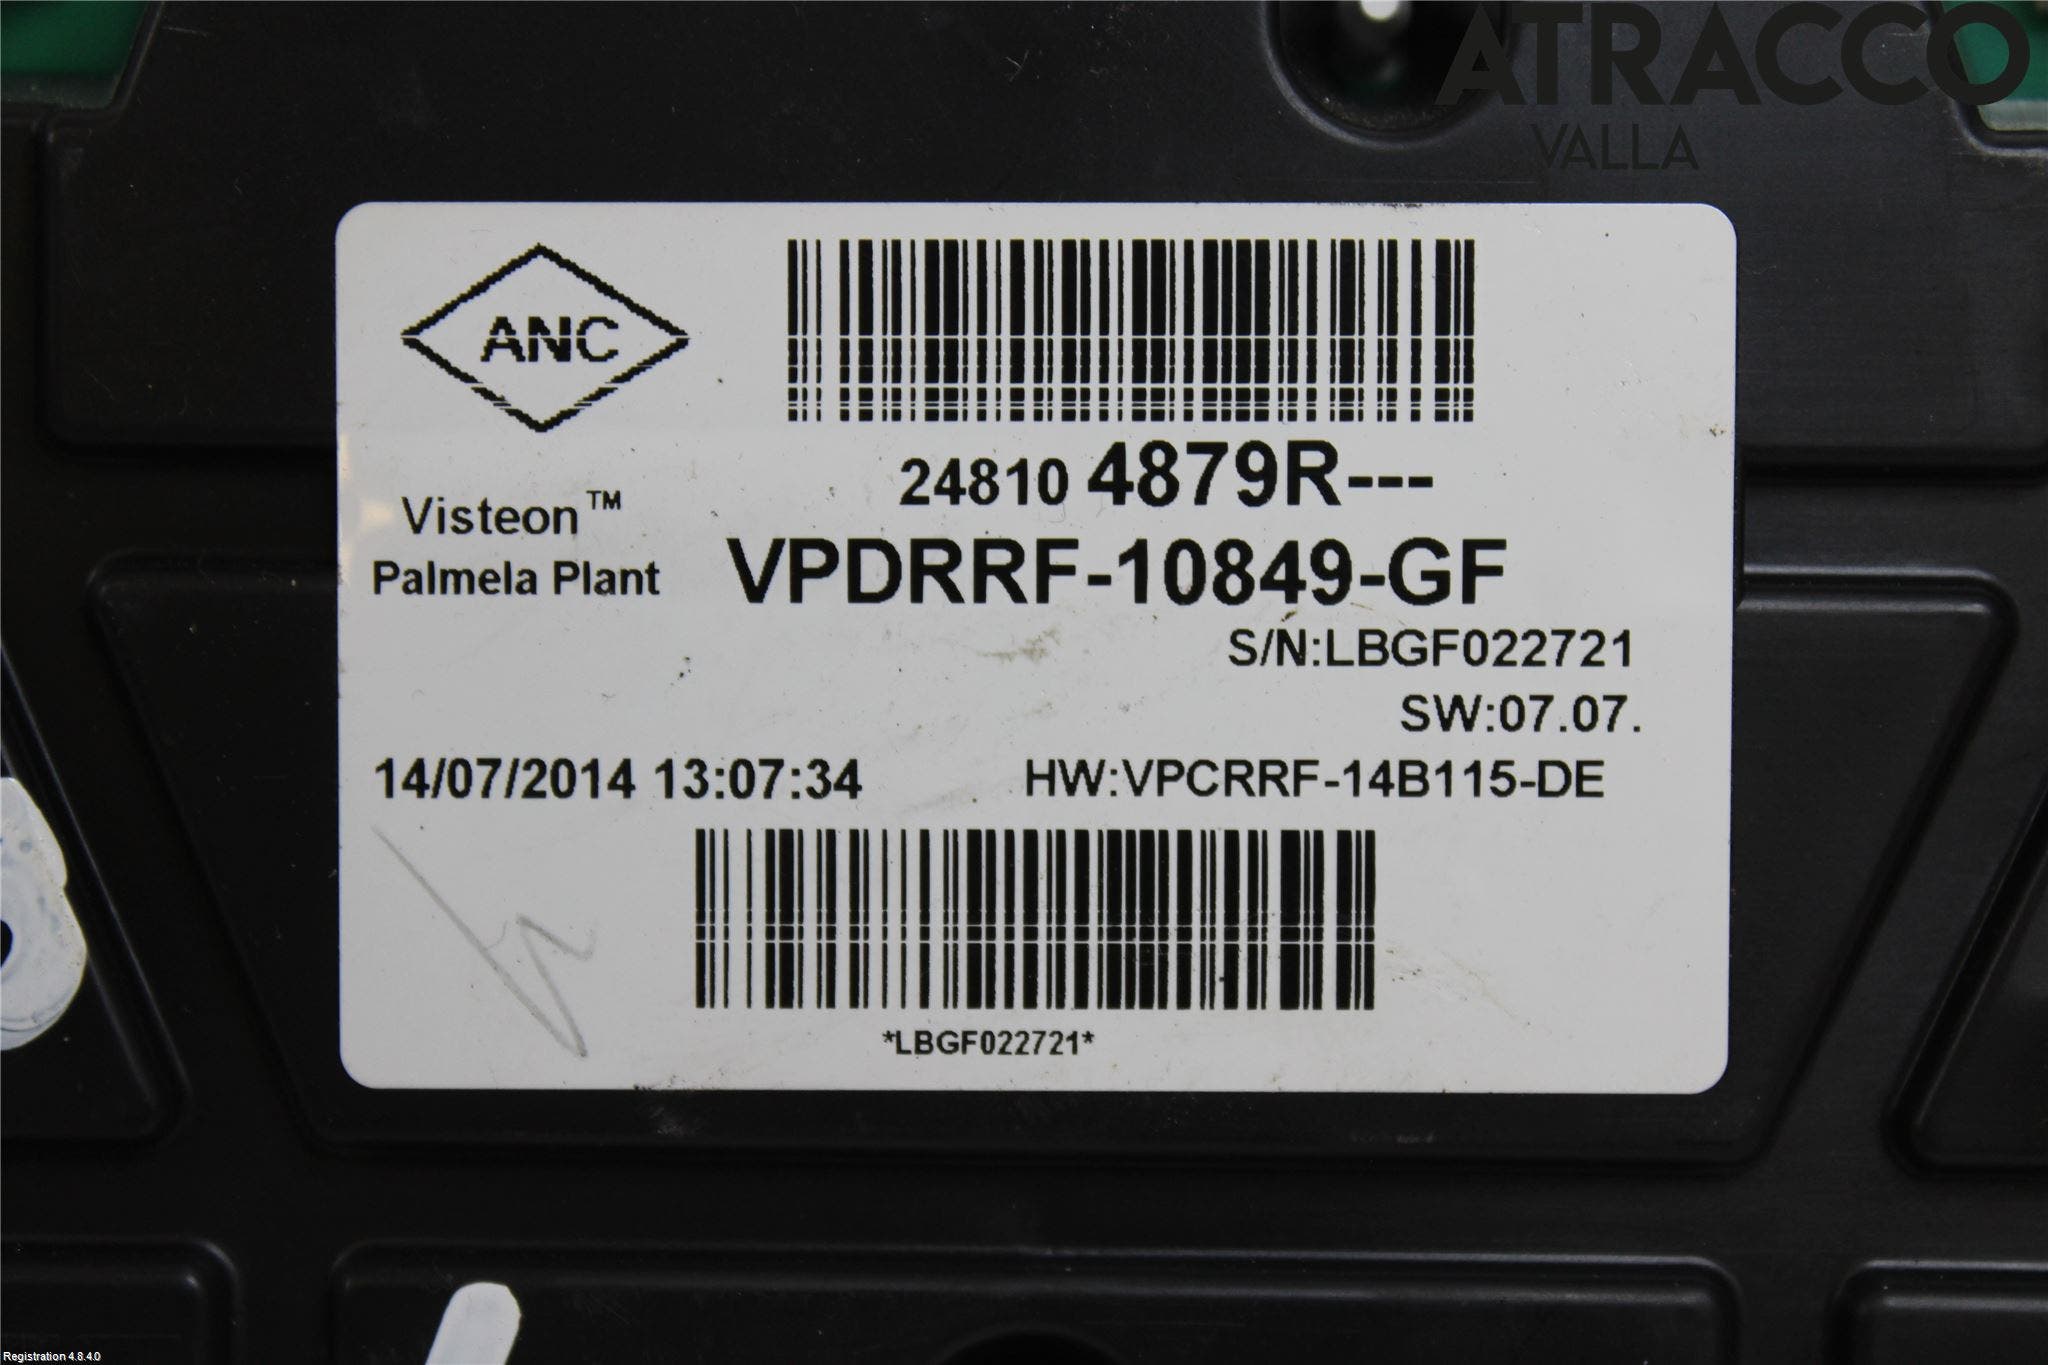 ATRACCO
VALLA
ANC
24810 4879R---
Visteon™
Palmela Plant
VPDRRF-10849-GF
S/N:LBGF022721
SW:07.07.
14/07/2014 13:07:34
HW:VPCRRF-14B115-DE
*LBGF022721*
Registration 4.8.4.0